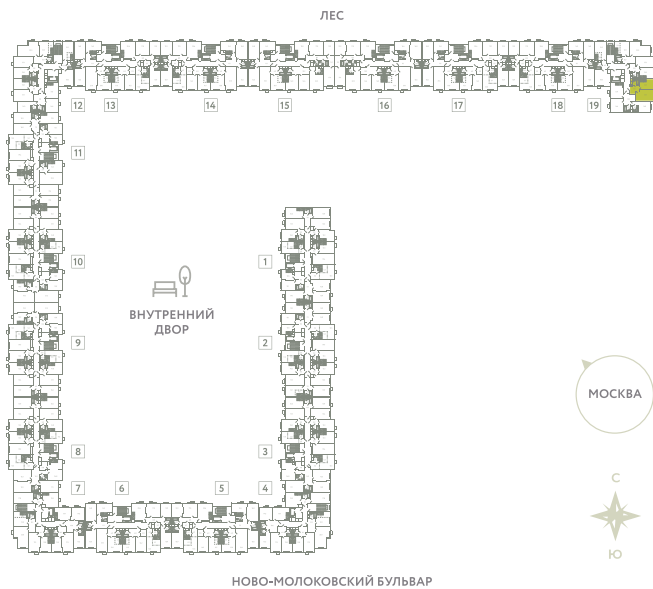 ЛЕС
12 13 14 15 16 17 18 19
11
10 1
ВНУТРЕННИЙ
ДВОР
9 2
МОСКВА
8 3
7 6 5 4
С
Ю
НОВО-МОЛОКОВСКИЙ БУЛЬВАР